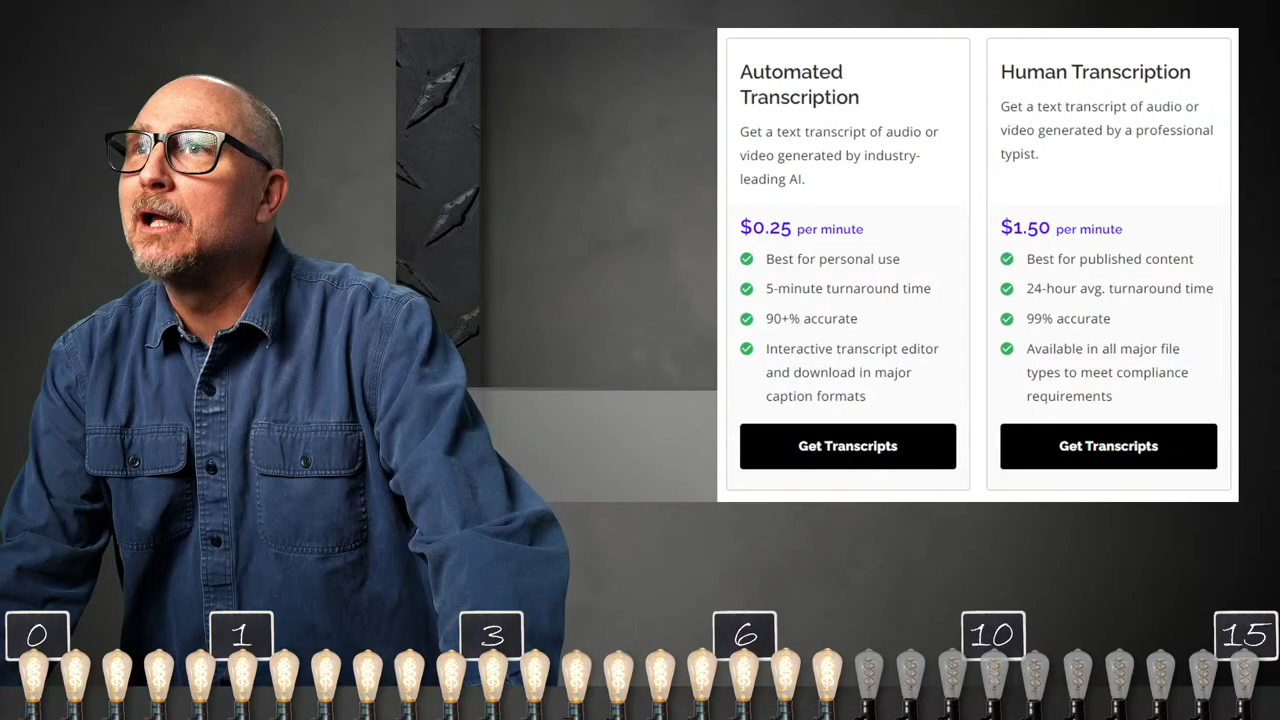 Automated
Transcription
Get a text transcript of audio or
video generated by industry-
leading AI.
$0.25 per minute
Best for personal use
5-minute turnaround time
90+% accurate
Interactive transcript editor
and download in major
caption formats
Get Transcripts
Human Transcription
Get a text transcript of audio or
video generated by a professional
typist.
$1.50 per minute
Best for published content
24-hour avg. turnaround time
99% accurate
Available in all major file
types to meet compliance
requirements
Get Transcripts
0 1 3 6 10 15